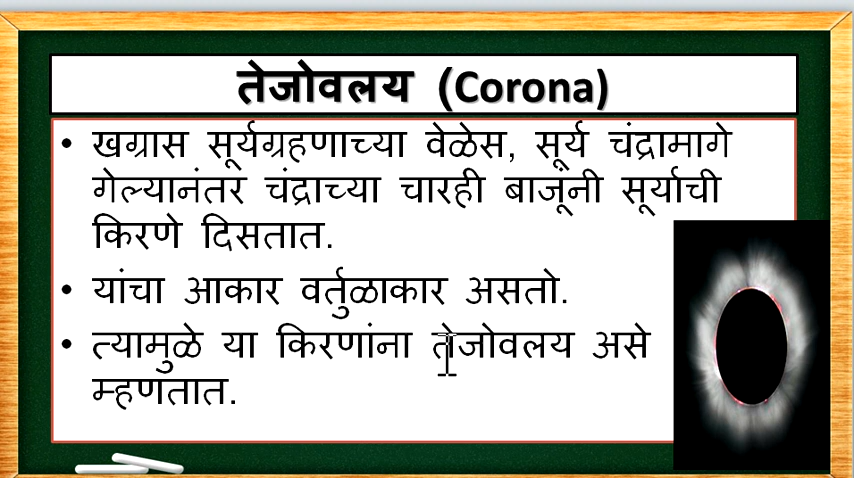 तेजोवलय (Corona)
• खग्रास सूर्यग्रहणाच्या वेळेस, सूर्य चंद्रामागे
गेल्यानंतर चंद्राच्या चारही बाजूंनी सूर्याची
किरणे दिसतात.
• यांचा आकार वर्तुळाकार असतो.
• त्यामुळे या किरणांना तेजोवलय असे
म्हणतात.